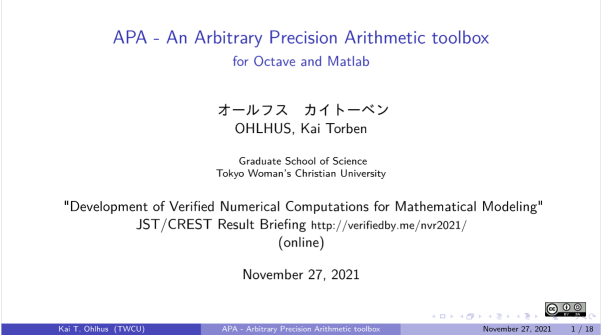 APA - An Arbitrary Precision Arithmetic toolbox
for Octave and Matlab
オールフス　カイトーベン
OHLHUS, Kai Torben
Graduate School of Science
Tokyo Woman's Christian University
"Development of Verified Numerical Computations for Mathematical Modeling"
JST/CREST Result Briefing http://verifiedby.me/nvr2021/
(online)
November 27, 2021
Kai T. Ohlhus (TWCU)
APA - Arbitrary Precision Arithmetic toolbox
November 27, 2021
1 / 18